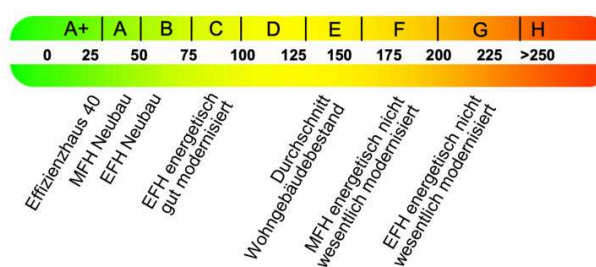 A+ A B C D E F G H
0 25 50 75 100 125 150 175 200 225 >250
Effizienzhaus 40
MFH Neubau
EFH Neubau
EFH energetisch
gut modernisiert
Durchschnitt
Wohngebäudebestand
MFH energetisch nicht
wesentlich modernisiert
EFH energetisch nicht
wesentlich modernisiert